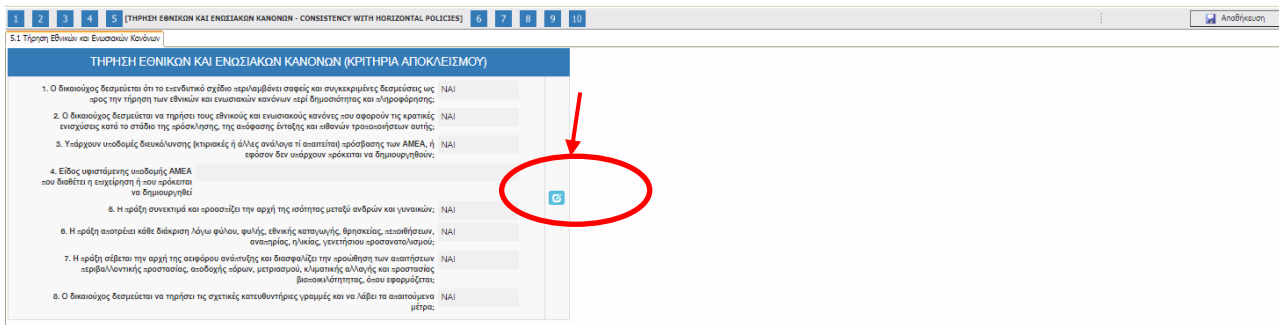 1 2 3 4 5 [ΤΗΡΗΣΗ ΕΘΝΙΚΩΝ ΚΑΙ ΕΝΩΣΙΑΚΩΝ ΚΑΝΟΝΩΝ - CONSISTENCY WITH HORIZONTAL POLICIES] 6 7 8 9 10 Αποθήκευση
5.1 Τήρηση Εθνικών και Ενωσιακών Κανόνων
ΤΗΡΗΣΗ ΕΘΝΙΚΩΝ ΚΑΙ ΕΝΩΣΙΑΚΩΝ ΚΑΝΟΝΩΝ (ΚΡΙΤΗΡΙΑ ΑΠΟΚΛΕΙΣΜΟΥ)
1. Ο δικαιούχος δεσμεύεται ότι το επενδυτικό σχέδιο περιλαμβάνει σαφείς και συγκεκριμένες δεσμεύσεις ως ΝΑΙ
προς την τήρηση των εθνικών και ενωσιακών κανόνων περί δημοσιότητας και πληροφόρησης;
2. Ο δικαιούχος δεσμεύεται να τηρήσει τους εθνικούς και ενωσιακούς κανόνες που αφορούν τις κρατικές ΝΑΙ
ενισχύσεις κατά το στάδιο της πρόσκλησης, της απόφασης ένταξης και πιθανών τροποποιήσεων αυτής;
3. Υπάρχουν υποδομές διευκόλυνσης (κτιριακές ή άλλες ανάλογα τί απαιτείται) πρόσβασης των ΑΜΕΑ, ή ΝΑΙ
εφόσον δεν υπάρχουν πρόκειται να δημιουργηθούν;
4. Είδος υφιστάμενης υποδομής ΑΜΕΑ
που διαθέτει η επιχείρηση ή που πρόκειται
να δημιουργηθεί
5. Η πράξη συνεκτιμά και προασπίζει την αρχή της ισότητας μεταξύ ανδρών και γυναικών; ΝΑΙ
6. Η πράξη αποτρέπει κάθε διάκριση λόγω φύλου, φυλής, εθνικής καταγωγής, θρησκείας, πεποιθήσεων, ΝΑΙ
αναπηρίας, ηλικίας, γενετήσιου προσανατολισμού;
7. Η πράξη σέβεται την αρχή της αειφόρου ανάπτυξης και διασφαλίζει την προώθηση των απαιτήσεων ΝΑΙ
περιβαλλοντικής προστασίας, αποδοχής πόρων, μετριασμού, κλιματικής αλλαγής και προστασίας
βιοποικιλότητητας, όπου εφαρμόζεται;
8. Ο δικαιούχος δεσμεύεται να τηρήσει τις σχετικές κατευθυντήριες γραμμές και να λάβει τα απαιτούμενα ΝΑΙ
μέτρα;